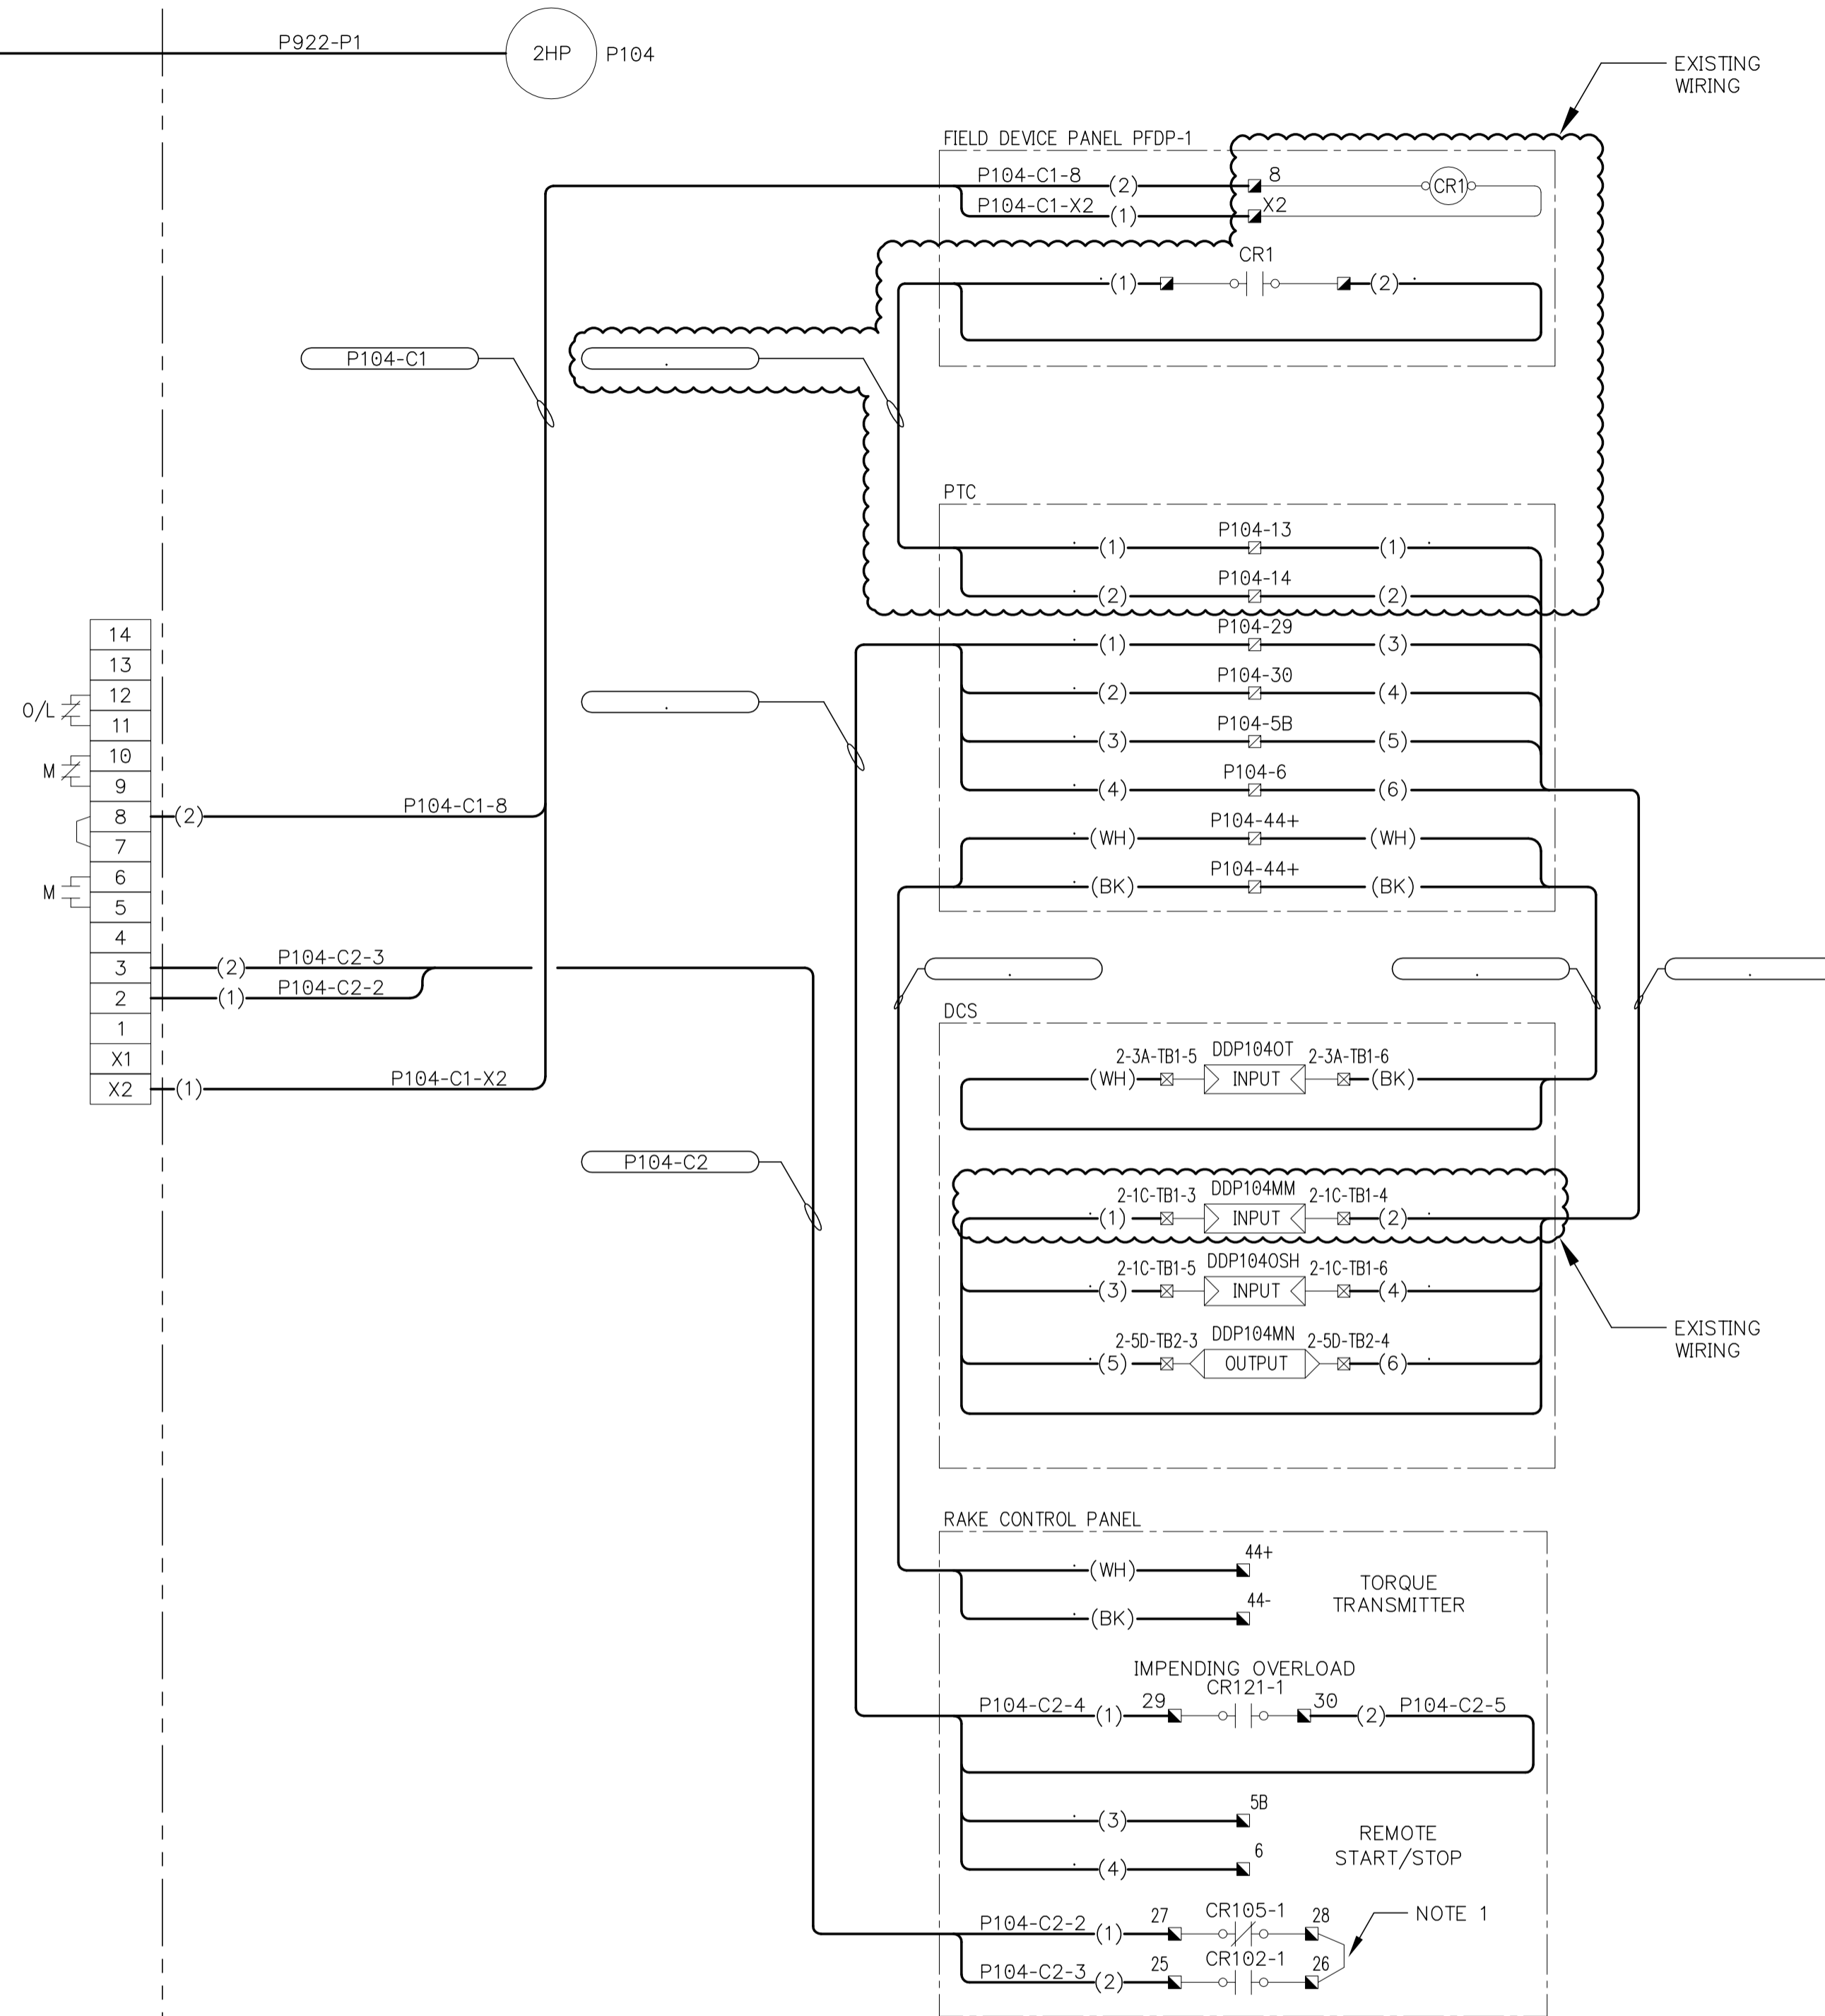 P922-P1
2HP
P104
EXISTING
WIRING
FIELD DEVICE PANEL PFDP-1
P104-C1-8
(2)
8
CR1
P104-C1-X2
(1)
X2
CR1
(1)
(2)
P104-C1
PTC
P104-13
(1)
(1)
P104-14
(2)
(2)
P104-29
(1)
(3)
P104-30
(2)
(4)
P104-5B
(3)
(5)
P104-6
(4)
(6)
P104-44+
(WH)
(WH)
P104-44+
(BK)
(BK)
14
13
12
O/L
11
10
M
9
8
(2)
P104-C1-8
7
6
M
5
4
3
(2)
P104-C2-3
2
(1)
P104-C2-2
1
X1
X2
(1)
P104-C1-X2
DCS
2-3A-TB1-5
DDP104OT
2-3A-TB1-6
(WH)
INPUT
(BK)
P104-C2
2-1C-TB1-3
DDP104MM
2-1C-TB1-4
(1)
INPUT
(2)
2-1C-TB1-5
DDP104OSH
2-1C-TB1-6
(3)
INPUT
(4)
2-5D-TB2-3
DDP104MN
2-5D-TB2-4
(5)
OUTPUT
(6)
EXISTING
WIRING
RAKE CONTROL PANEL
(WH)
44+
(BK)
44-
TORQUE
TRANSMITTER
IMPENDING OVERLOAD
CR121-1
P104-C2-4
(1)
29
30
(2)
P104-C2-5
(3)
5B
(4)
6
REMOTE
START/STOP
P104-C2-2
(1)
27
CR105-1
28
NOTE 1
P104-C2-3
(2)
25
CR102-1
26